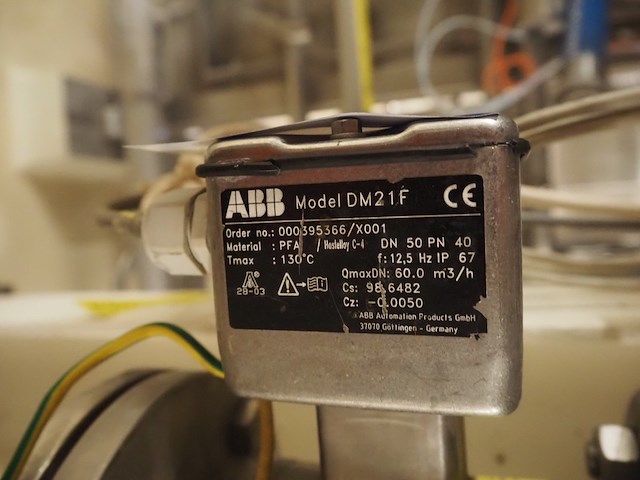 ABB Model DM21F CE
Order no.: 000395366/X001
Material : PFA / Hastelloy C-4 DN 50 PN 40
Tmax : 130°C f: 12,5 Hz IP 67
QmaxDN: 60.0 m3/h
Cs: 98.6482
Cz: -0.0050
28-03
ABB Automation Products GmbH
37070 Göttingen - Germany